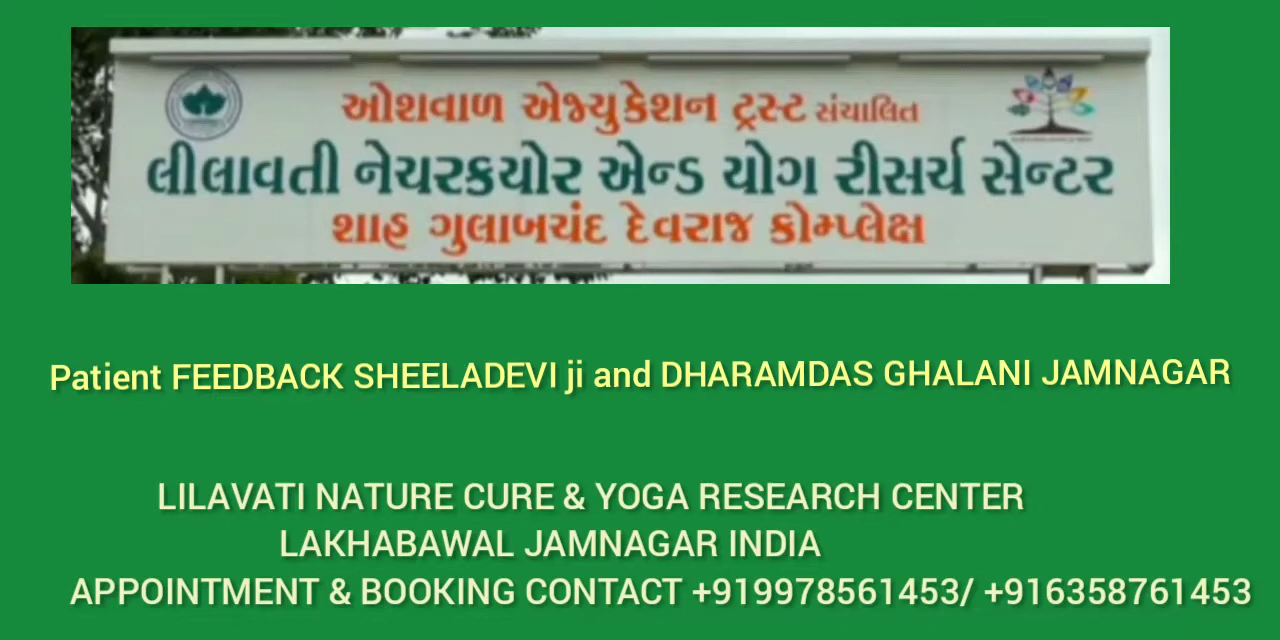 ઓશવાળ એજ્યુકેશન ટ્રસ્ટ સંચાલિત
લીલાવતી નેચરકયોર એન્ડ યોગ રીસર્ચ સેન્ટર
શાહ ગુલાબચંદ દેવરાજ કોમ્પ્લેક્ષ
Patient FEEDBACK SHEELADEVI ji and DHARAMDAS GHALANI JAMNAGAR
LILAVATI NATURE CURE & YOGA RESEARCH CENTER
LAKHABAWAL JAMNAGAR INDIA
APPOINTMENT & BOOKING CONTACT +919978561453/ +916358761453